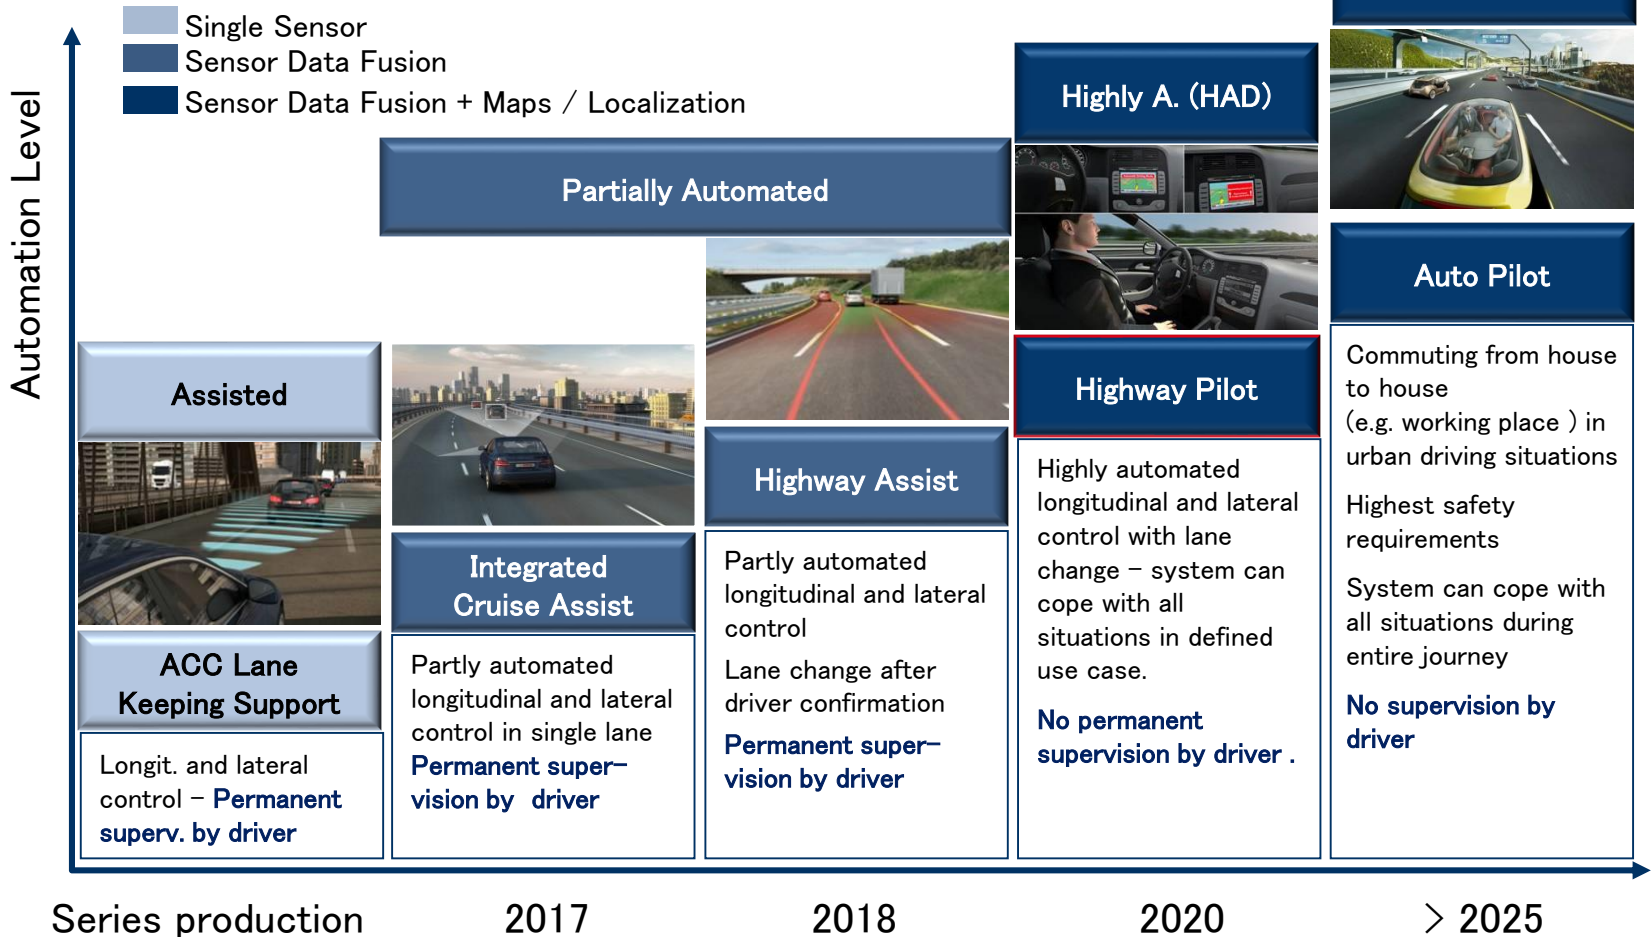 Single Sensor
Sensor Data Fusion
Sensor Data Fusion + Maps / Localization
Automation Level
Assisted
ACC Lane
Keeping Support
Longit. and lateral
control – Permanent
superv. by driver
Partially Automated
Integrated
Cruise Assist
Partly automated
longitudinal and lateral
control in single lane
Permanent super-
vision by driver
Highway Assist
Partly automated
longitudinal and lateral
control
Lane change after
driver confirmation
Permanent super-
vision by driver
Highly A. (HAD)
Highway Pilot
Highly automated
longitudinal and lateral
control with lane
change – system can
cope with all
situations in defined
use case.
No permanent
supervision by driver .
Auto Pilot
Commuting from house
to house
(e.g. working place ) in
urban driving situations
Highest safety
requirements
System can cope with
all situations during
entire journey
No supervision by
driver
Series production
2017
2018
2020
> 2025